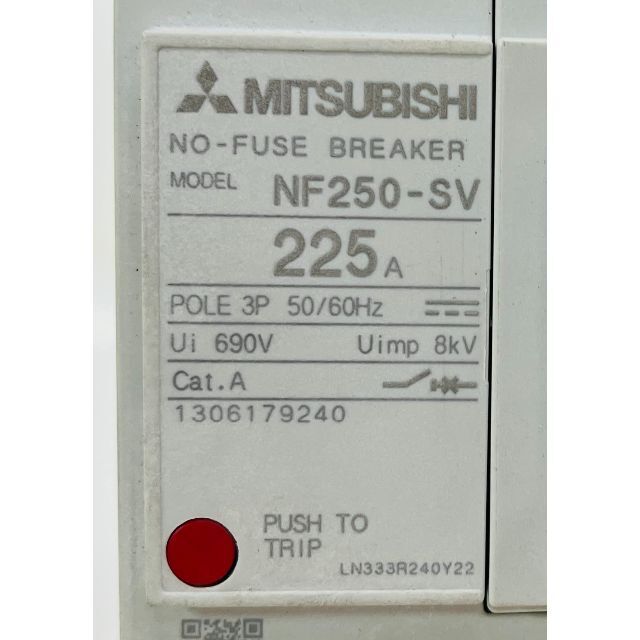 MITSUBISHI
NO-FUSE BREAKER
MODEL NF250-SV
225A
POLE 3P 50/60Hz
Ui 690V Uimp 8kV
Cat.A
1306179240
PUSH TO
TRIP
LN333R240Y22